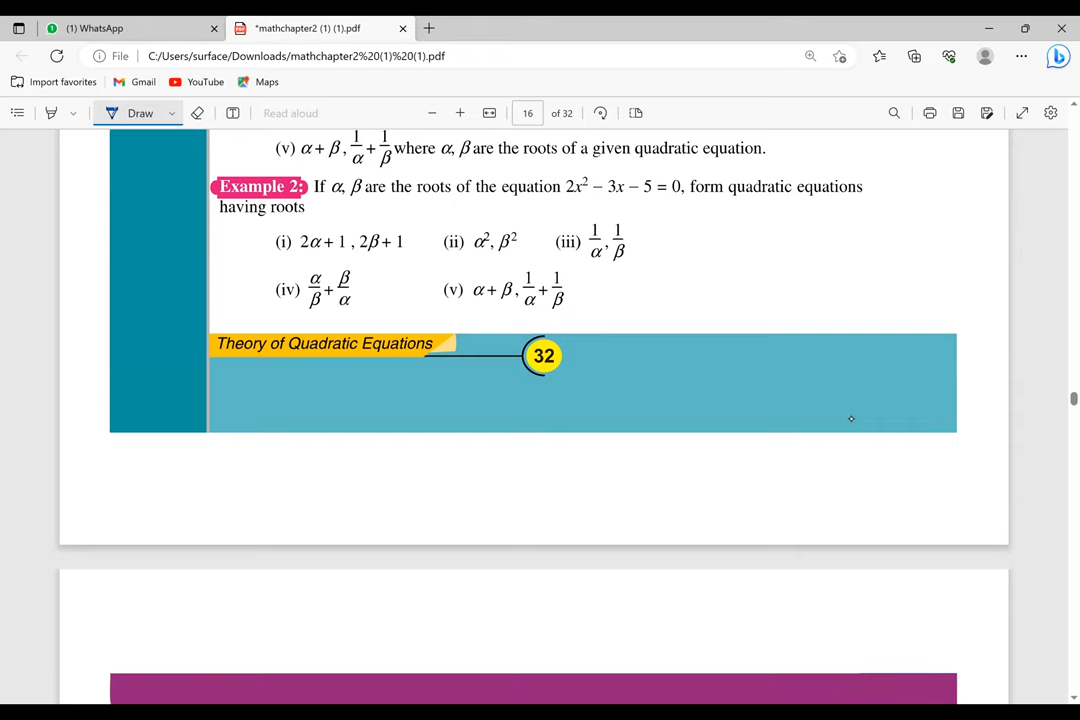 (1) WhatsApp
*mathchapter2 (1) (1).pdf
File
C:/Users/surface/Downloads/mathchapter2%20(1)%20(1).pdf
Import favorites Gmail YouTube Maps
Draw Read aloud 16 of 32
(v) α + β, 1/α + 1/β where α, β are the roots of a given quadratic equation.
Example 2: If α, β are the roots of the equation 2x² − 3x − 5 = 0, form quadratic equations
having roots
(i) 2α + 1 , 2β + 1 (ii) α², β² (iii) 1/α, 1/β
(iv) α/β + β/α (v) α + β, 1/α + 1/β
Theory of Quadratic Equations 32